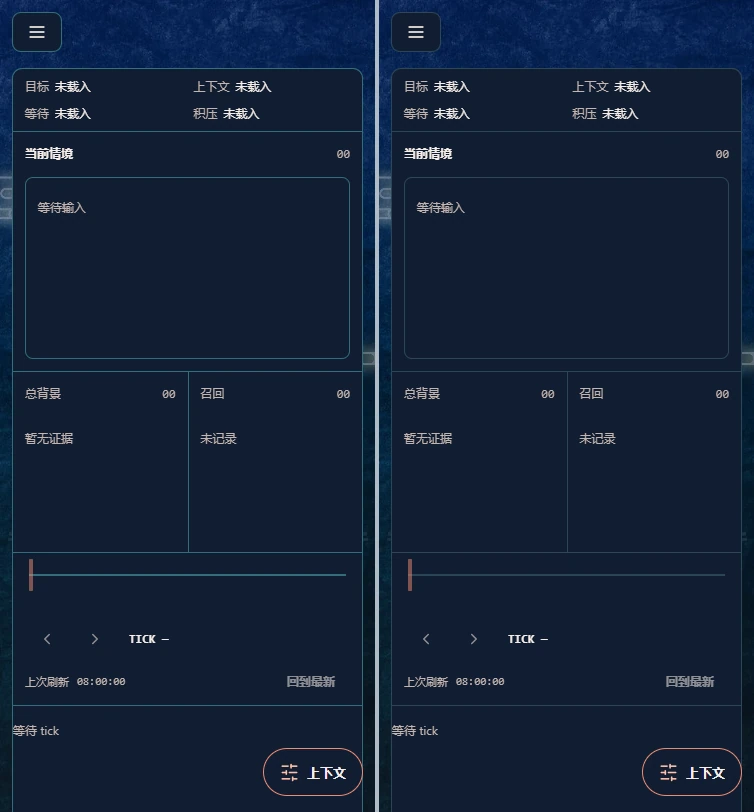 目标 未载入 上下文 未载入
等待 未载入 积压 未载入
当前情境 00
等待输入
总背景 00 召回 00
暂无证据 未记录
TICK —
上次刷新 08:00:00 回到最新
等待 tick
上下文
目标 未载入 上下文 未载入
等待 未载入 积压 未载入
当前情境 00
等待输入
总背景 00 召回 00
暂无证据 未记录
TICK —
上次刷新 08:00:00 回到最新
等待 tick
上下文